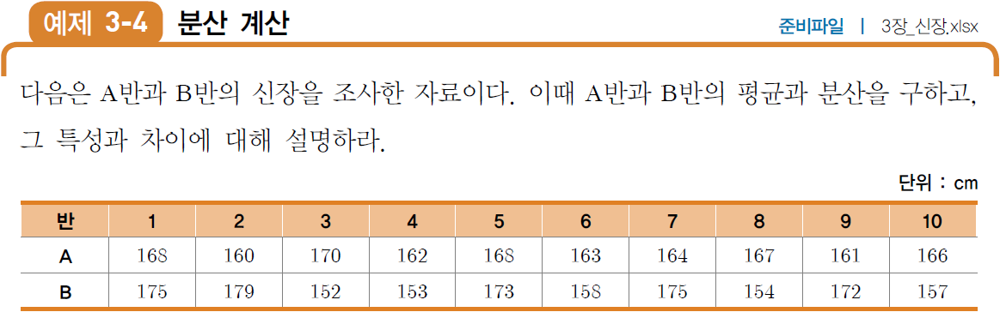 예제 3-4 분산 계산 준비파일 | 3장_신장.xlsx
다음은 A반과 B반의 신장을 조사한 자료이다. 이때 A반과 B반의 평균과 분산을 구하고,
그 특성과 차이에 대해 설명하라.
단위 : cm
반 1 2 3 4 5 6 7 8 9 10
A 168 160 170 162 168 163 164 167 161 166
B 175 179 152 153 173 158 175 154 172 157